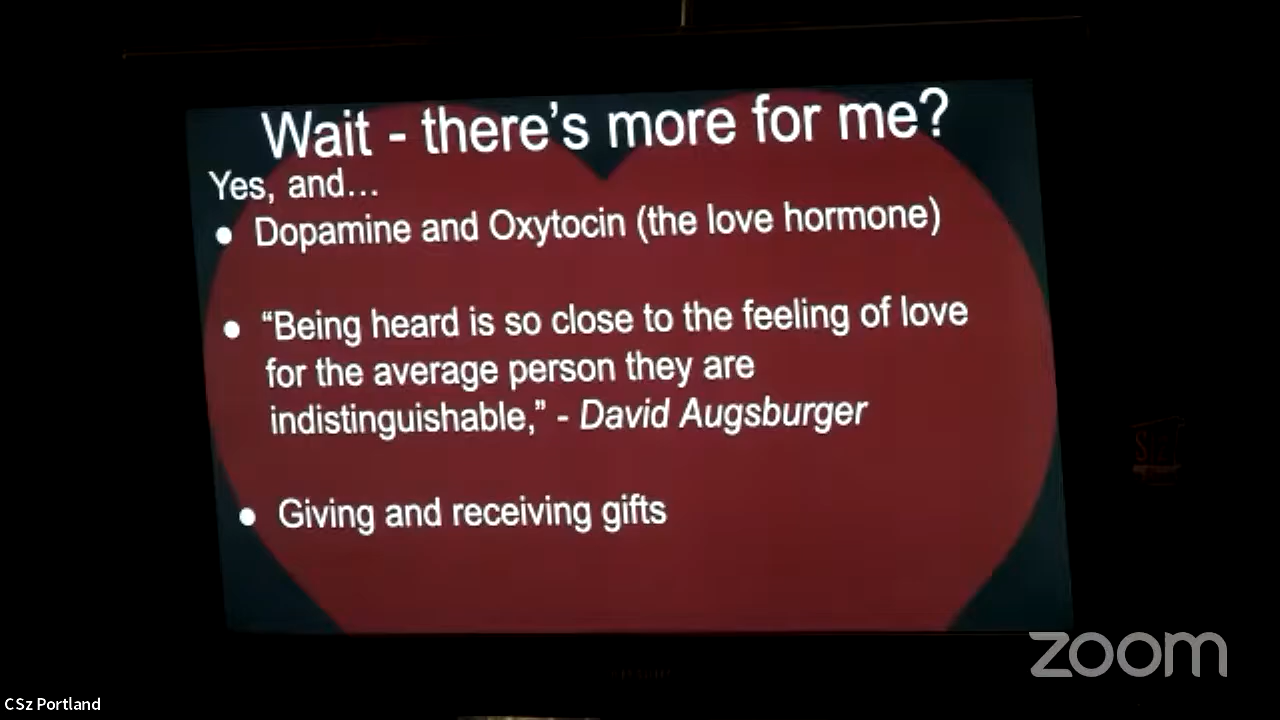 Wait - there's more for me?
Yes, and...
● Dopamine and Oxytocin (the love hormone)
● “Being heard is so close to the feeling of love
for the average person they are
indistinguishable,” - David Augsburger
● Giving and receiving gifts
zoom
CSz Portland